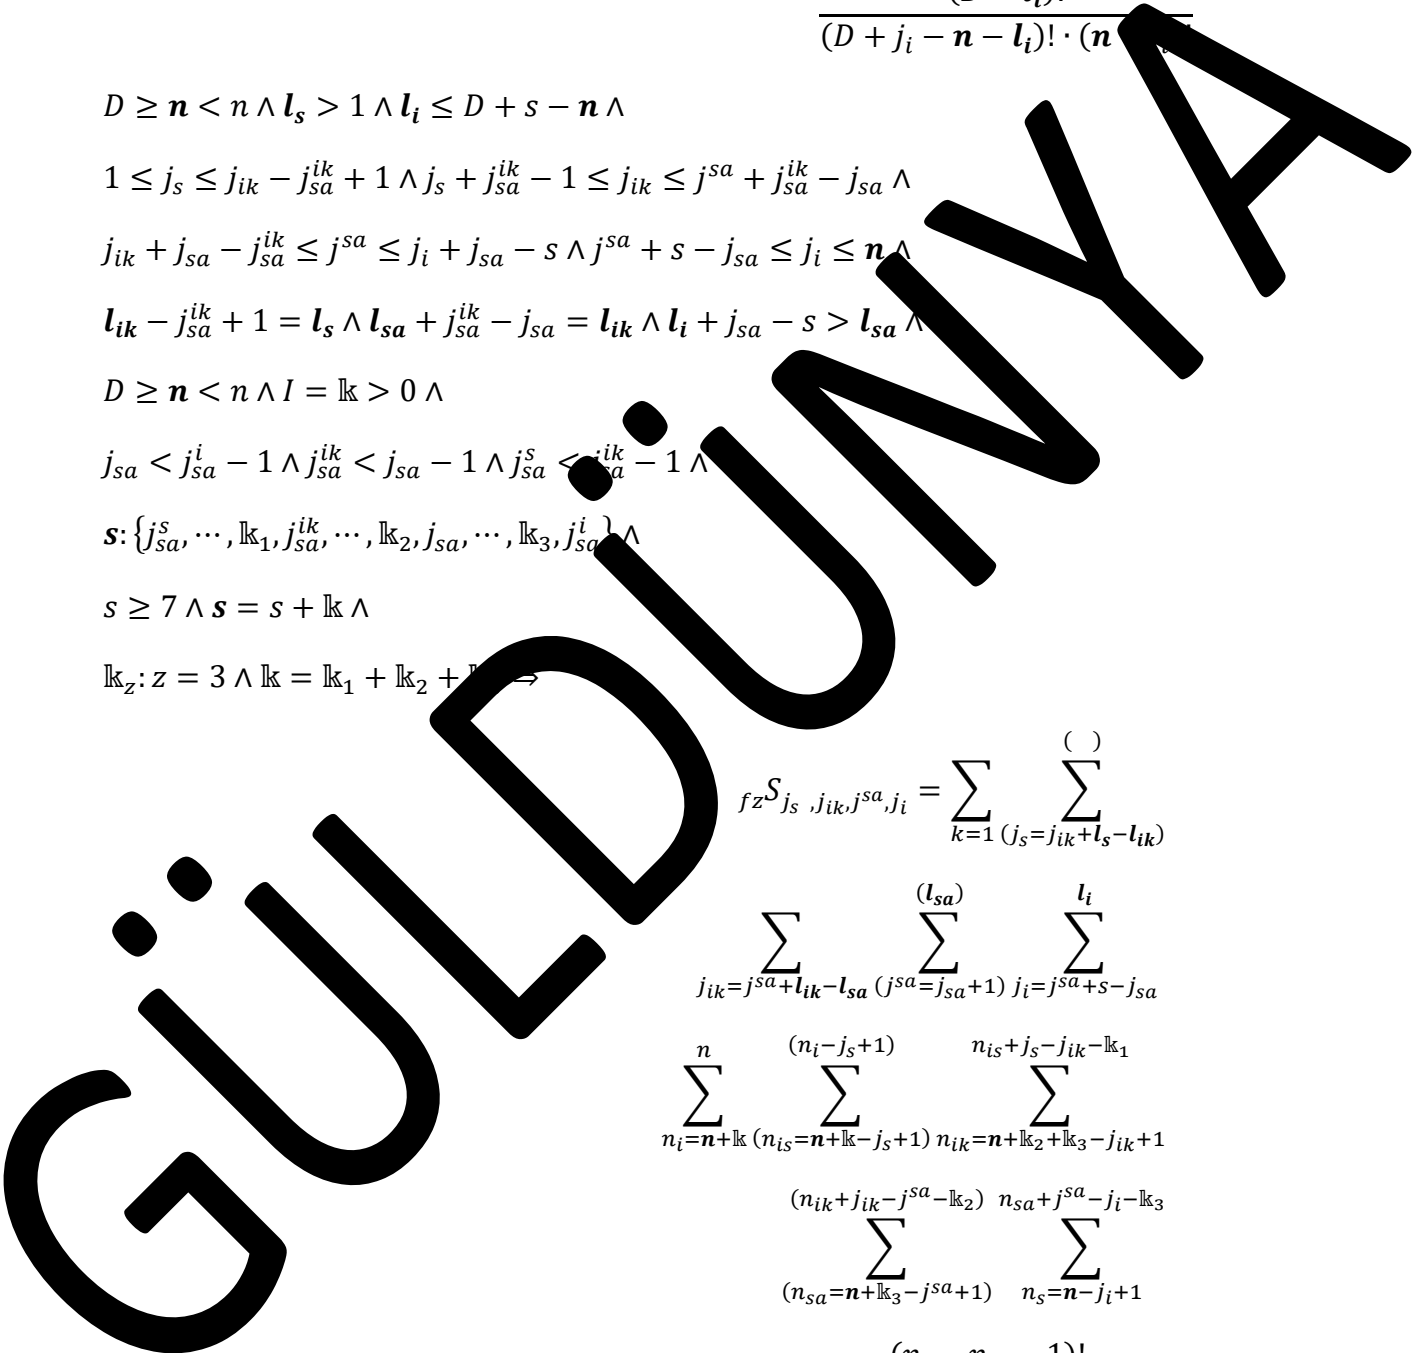 (D + j_i − n − l_i)! · (n
D ≥ n < n ∧ l_s > 1 ∧ l_i ≤ D + s − n ∧
1 ≤ j_s ≤ j_{ik} − j_{sa}^{ik} + 1 ∧ j_s + j_{sa}^{ik} − 1 ≤ j_{ik} ≤ j^{sa} + j_{sa}^{ik} − j_{sa} ∧
j_{ik} + j_{sa} − j_{sa}^{ik} ≤ j^{sa} ≤ j_i + j_{sa} − s ∧ j^{sa} + s − j_{sa} ≤ j_i ≤ n ∧
l_{ik} − j_{sa}^{ik} + 1 = l_s ∧ l_{sa} + j_{sa}^{ik} − j_{sa} = l_{ik} ∧ l_i + j_{sa} − s > l_{sa} ∧
D ≥ n < n ∧ I = 𝕜 > 0 ∧
j_{sa} < j_{sa}^i − 1 ∧ j_{sa}^{ik} < j_{sa} − 1 ∧ j_{sa}^s < j_{sa}^{ik} − 1 ∧
s: {j_{sa}^s, ⋯ , 𝕜_1, j_{sa}^{ik}, ⋯ , 𝕜_2, j_{sa}, ⋯ , 𝕜_3, j_{sa}^i} ∧
s ≥ 7 ∧ s = s + 𝕜 ∧
𝕜_z: z = 3 ∧ 𝕜 = 𝕜_1 + 𝕜_2 + ⇒
( )
_{fz}S_{j_s ,j_{ik},j^{sa},j_i} = ∑ ∑
k=1 (j_s=j_{ik}+l_s−l_{ik})
(l_{sa}) l_i
∑ ∑ ∑
j_{ik}=j^{sa}+l_{ik}−l_{sa} (j^{sa}=j_{sa}+1) j_i=j^{sa}+s−j_{sa}
n (n_i−j_s+1) n_{is}+j_s−j_{ik}−𝕜_1
∑ ∑ ∑
n_i=n+𝕜 (n_{is}=n+𝕜−j_s+1) n_{ik}=n+𝕜_2+𝕜_3−j_{ik}+1
(n_{ik}+j_{ik}−j^{sa}−𝕜_2) n_{sa}+j^{sa}−j_i−𝕜_3
∑ ∑
(n_{sa}=n+𝕜_3−j^{sa}+1) n_s=n−j_i+1
GÜLDÜNYA